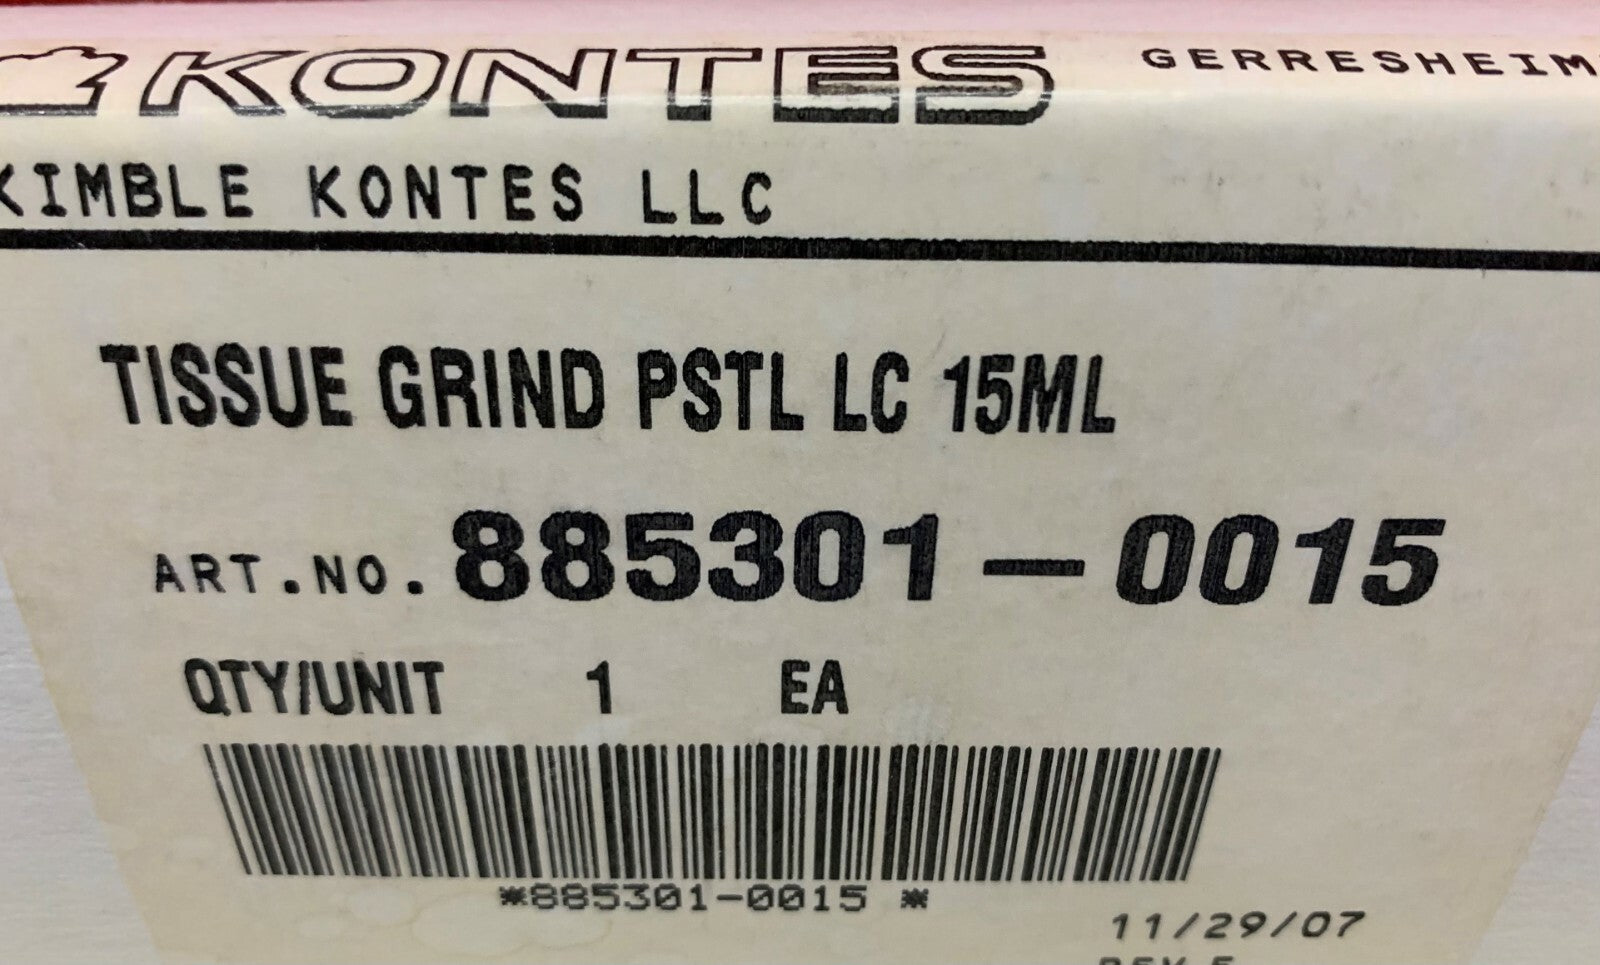 KONTES GERRESHEIM
KIMBLE KONTES LLC
TISSUE GRIND PSTL LC 15ML
ART.NO. 885301-0015
QTY/UNIT 1 EA
*885301-0015 *
11/29/07